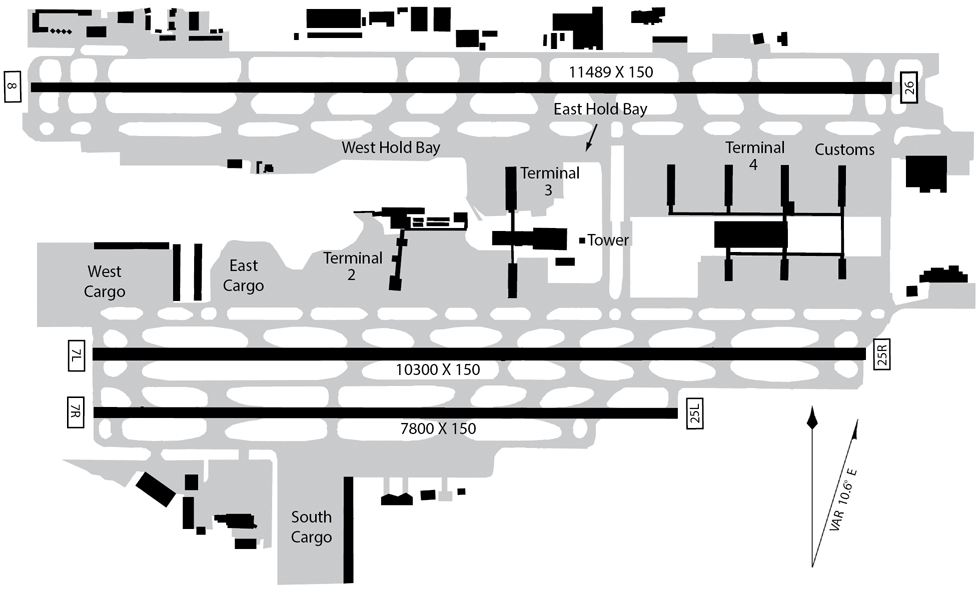 11489 X 150
8
26
East Hold Bay
West Hold Bay
Terminal
4
Customs
Terminal
3
Tower
Terminal
2
West
Cargo
East
Cargo
7L
25R
10300 X 150
7R
25L
7800 X 150
VAR 10.6° E
South
Cargo